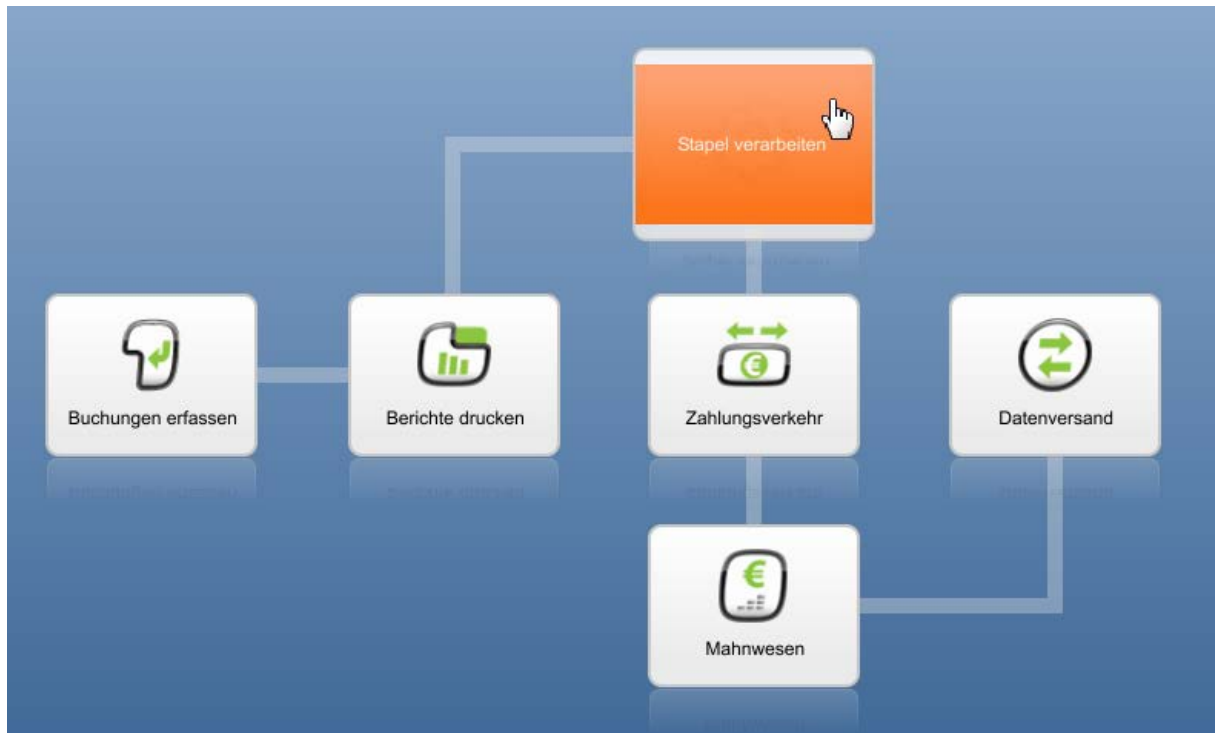 Stapel verarbeiten
Buchungen erfassen
Berichte drucken
Zahlungsverkehr
Datenversand
Mahnwesen